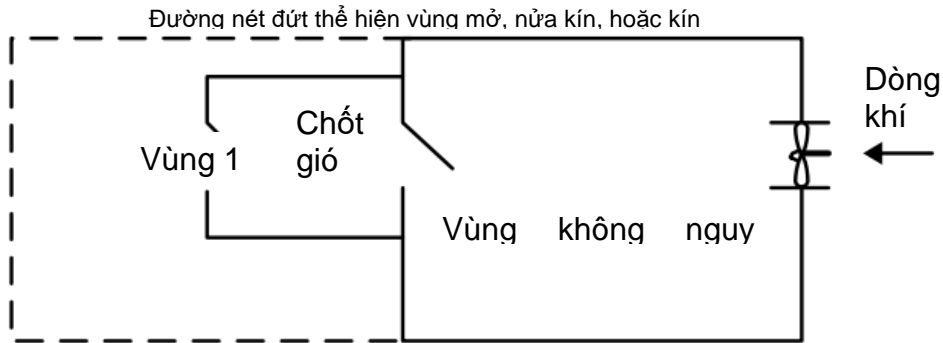 Đường nét đứt thể hiện vùng mở, nửa kín, hoặc kín
Dòng
khí
Chốt
gió
Vùng 1
Vùng không nguy